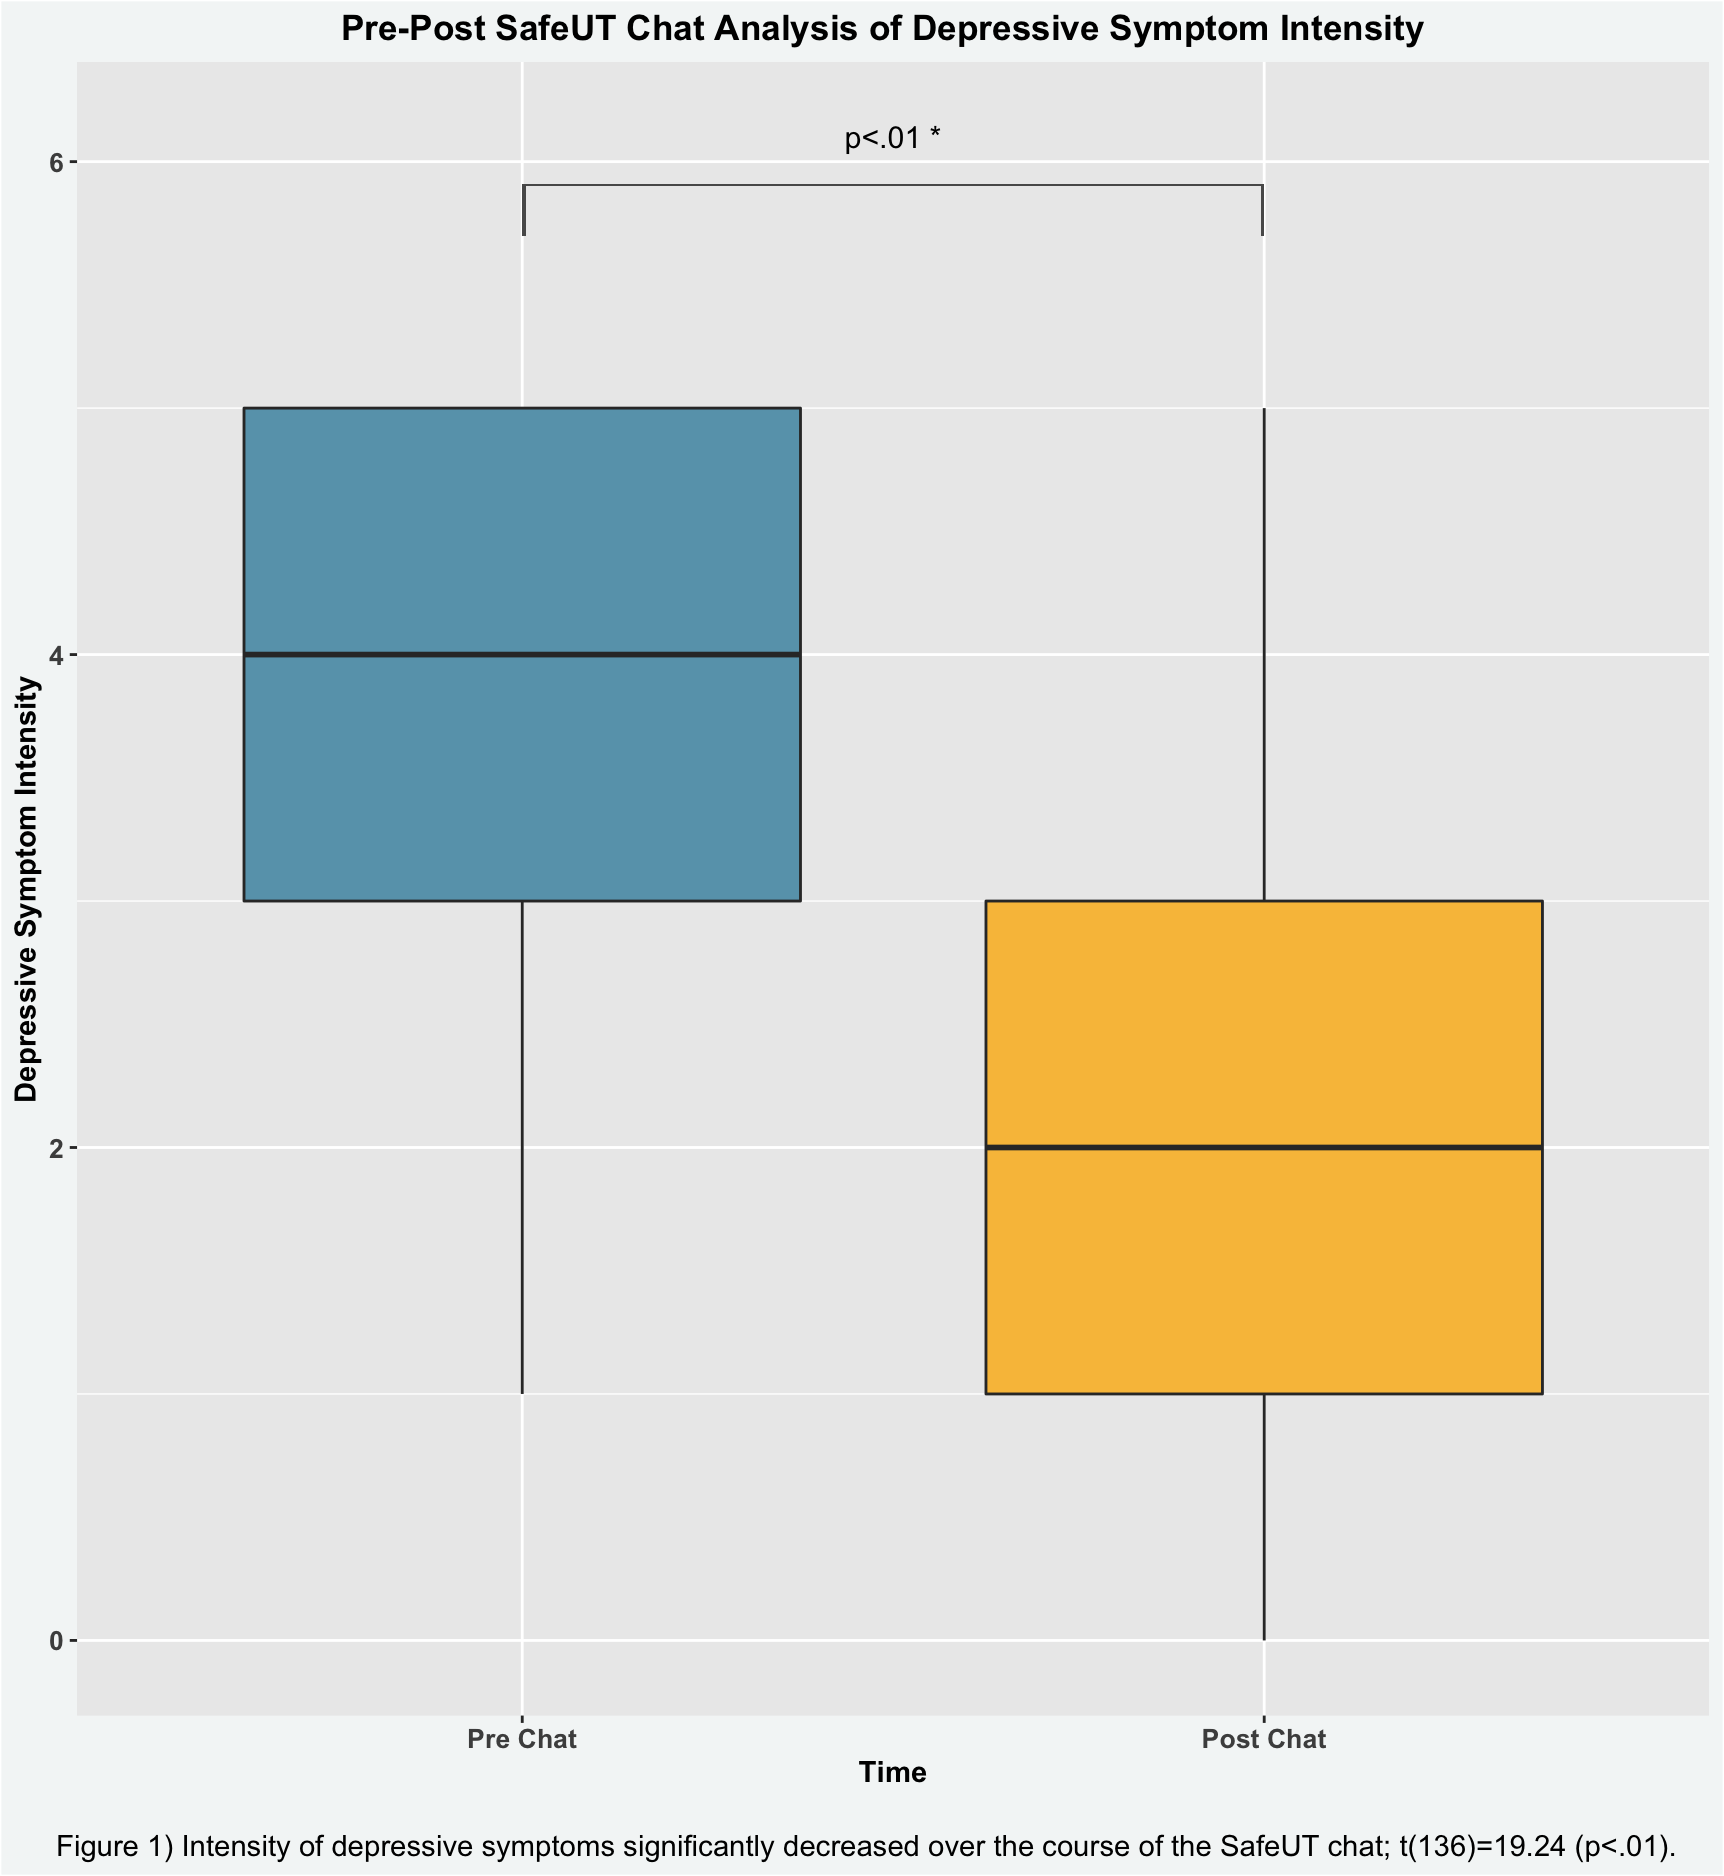 Pre-Post SafeUT Chat Analysis of Depressive Symptom Intensity
p<.01 *
6
4
2
0
Depressive Symptom Intensity
Pre Chat
Post Chat
Time
Figure 1) Intensity of depressive symptoms significantly decreased over the course of the SafeUT chat; t(136)=19.24 (p<.01).